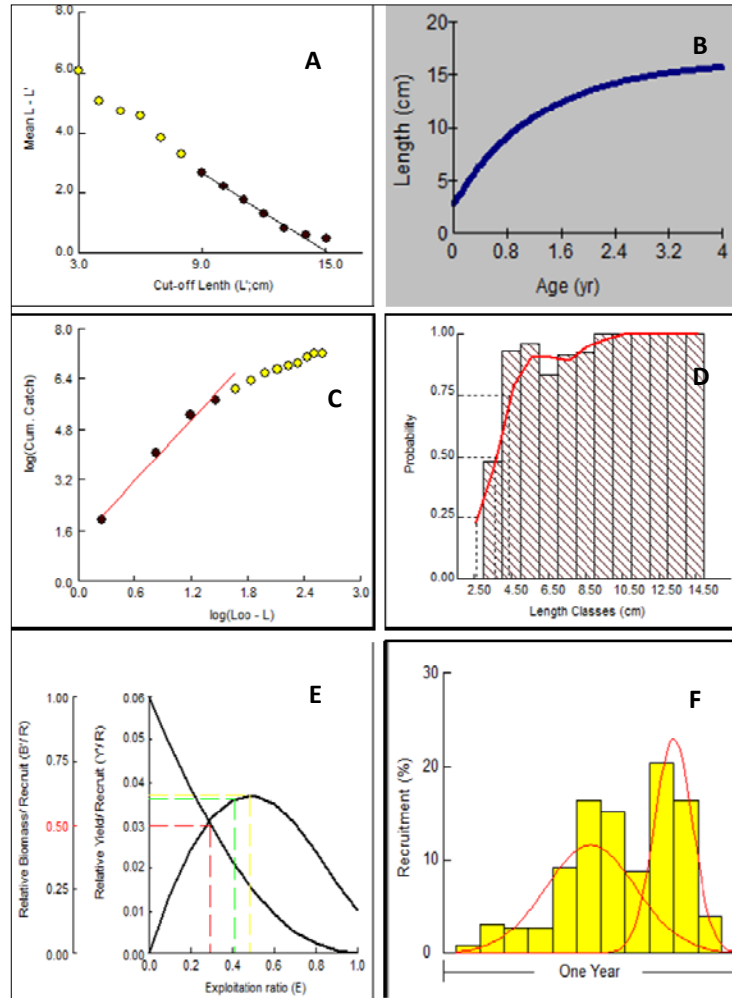 A
Mean L - L'
8.0
6.0
4.0
2.0
0.0
3.0 9.0 15.0
Cut-off Lenth (L';cm)
B
Length (cm)
20
15
10
5
0
0 0.8 1.6 2.4 3.2 4
Age (yr)
C
log(Cum. Catch)
8.0
6.4
4.8
3.2
1.6
0.0
0.0 0.6 1.2 1.8 2.4 3.0
log(Loo - L)
D
Probability
1.00
0.75
0.50
0.25
0.00
2.50 4.50 6.50 8.50 10.50 12.50 14.50
Length Classes (cm)
E
Relative Biomass/ Recruit (B'/ R)
1.00
0.75
0.50
0.25
0.00
Relative Yield/ Recruit (Y'/ R)
0.06
0.05
0.04
0.03
0.02
0.01
0.00
0.0 0.2 0.4 0.6 0.8 1.0
Exploitation ratio (E)
F
Recruitment (%)
30
20
10
0
One Year